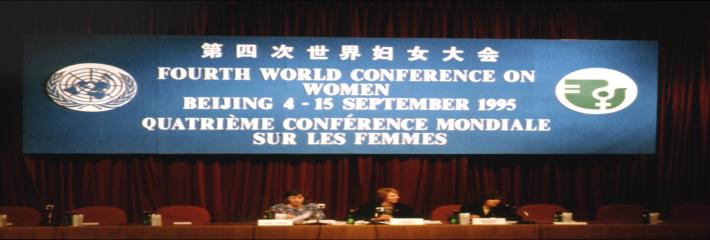 第四次世界妇女大会
FOURTH WORLD CONFERENCE ON
WOMEN
BEIJING 4 - 15 SEPTEMBER 1995
QUATRIÈME CONFÉRENCE MONDIALE
SUR LES FEMMES